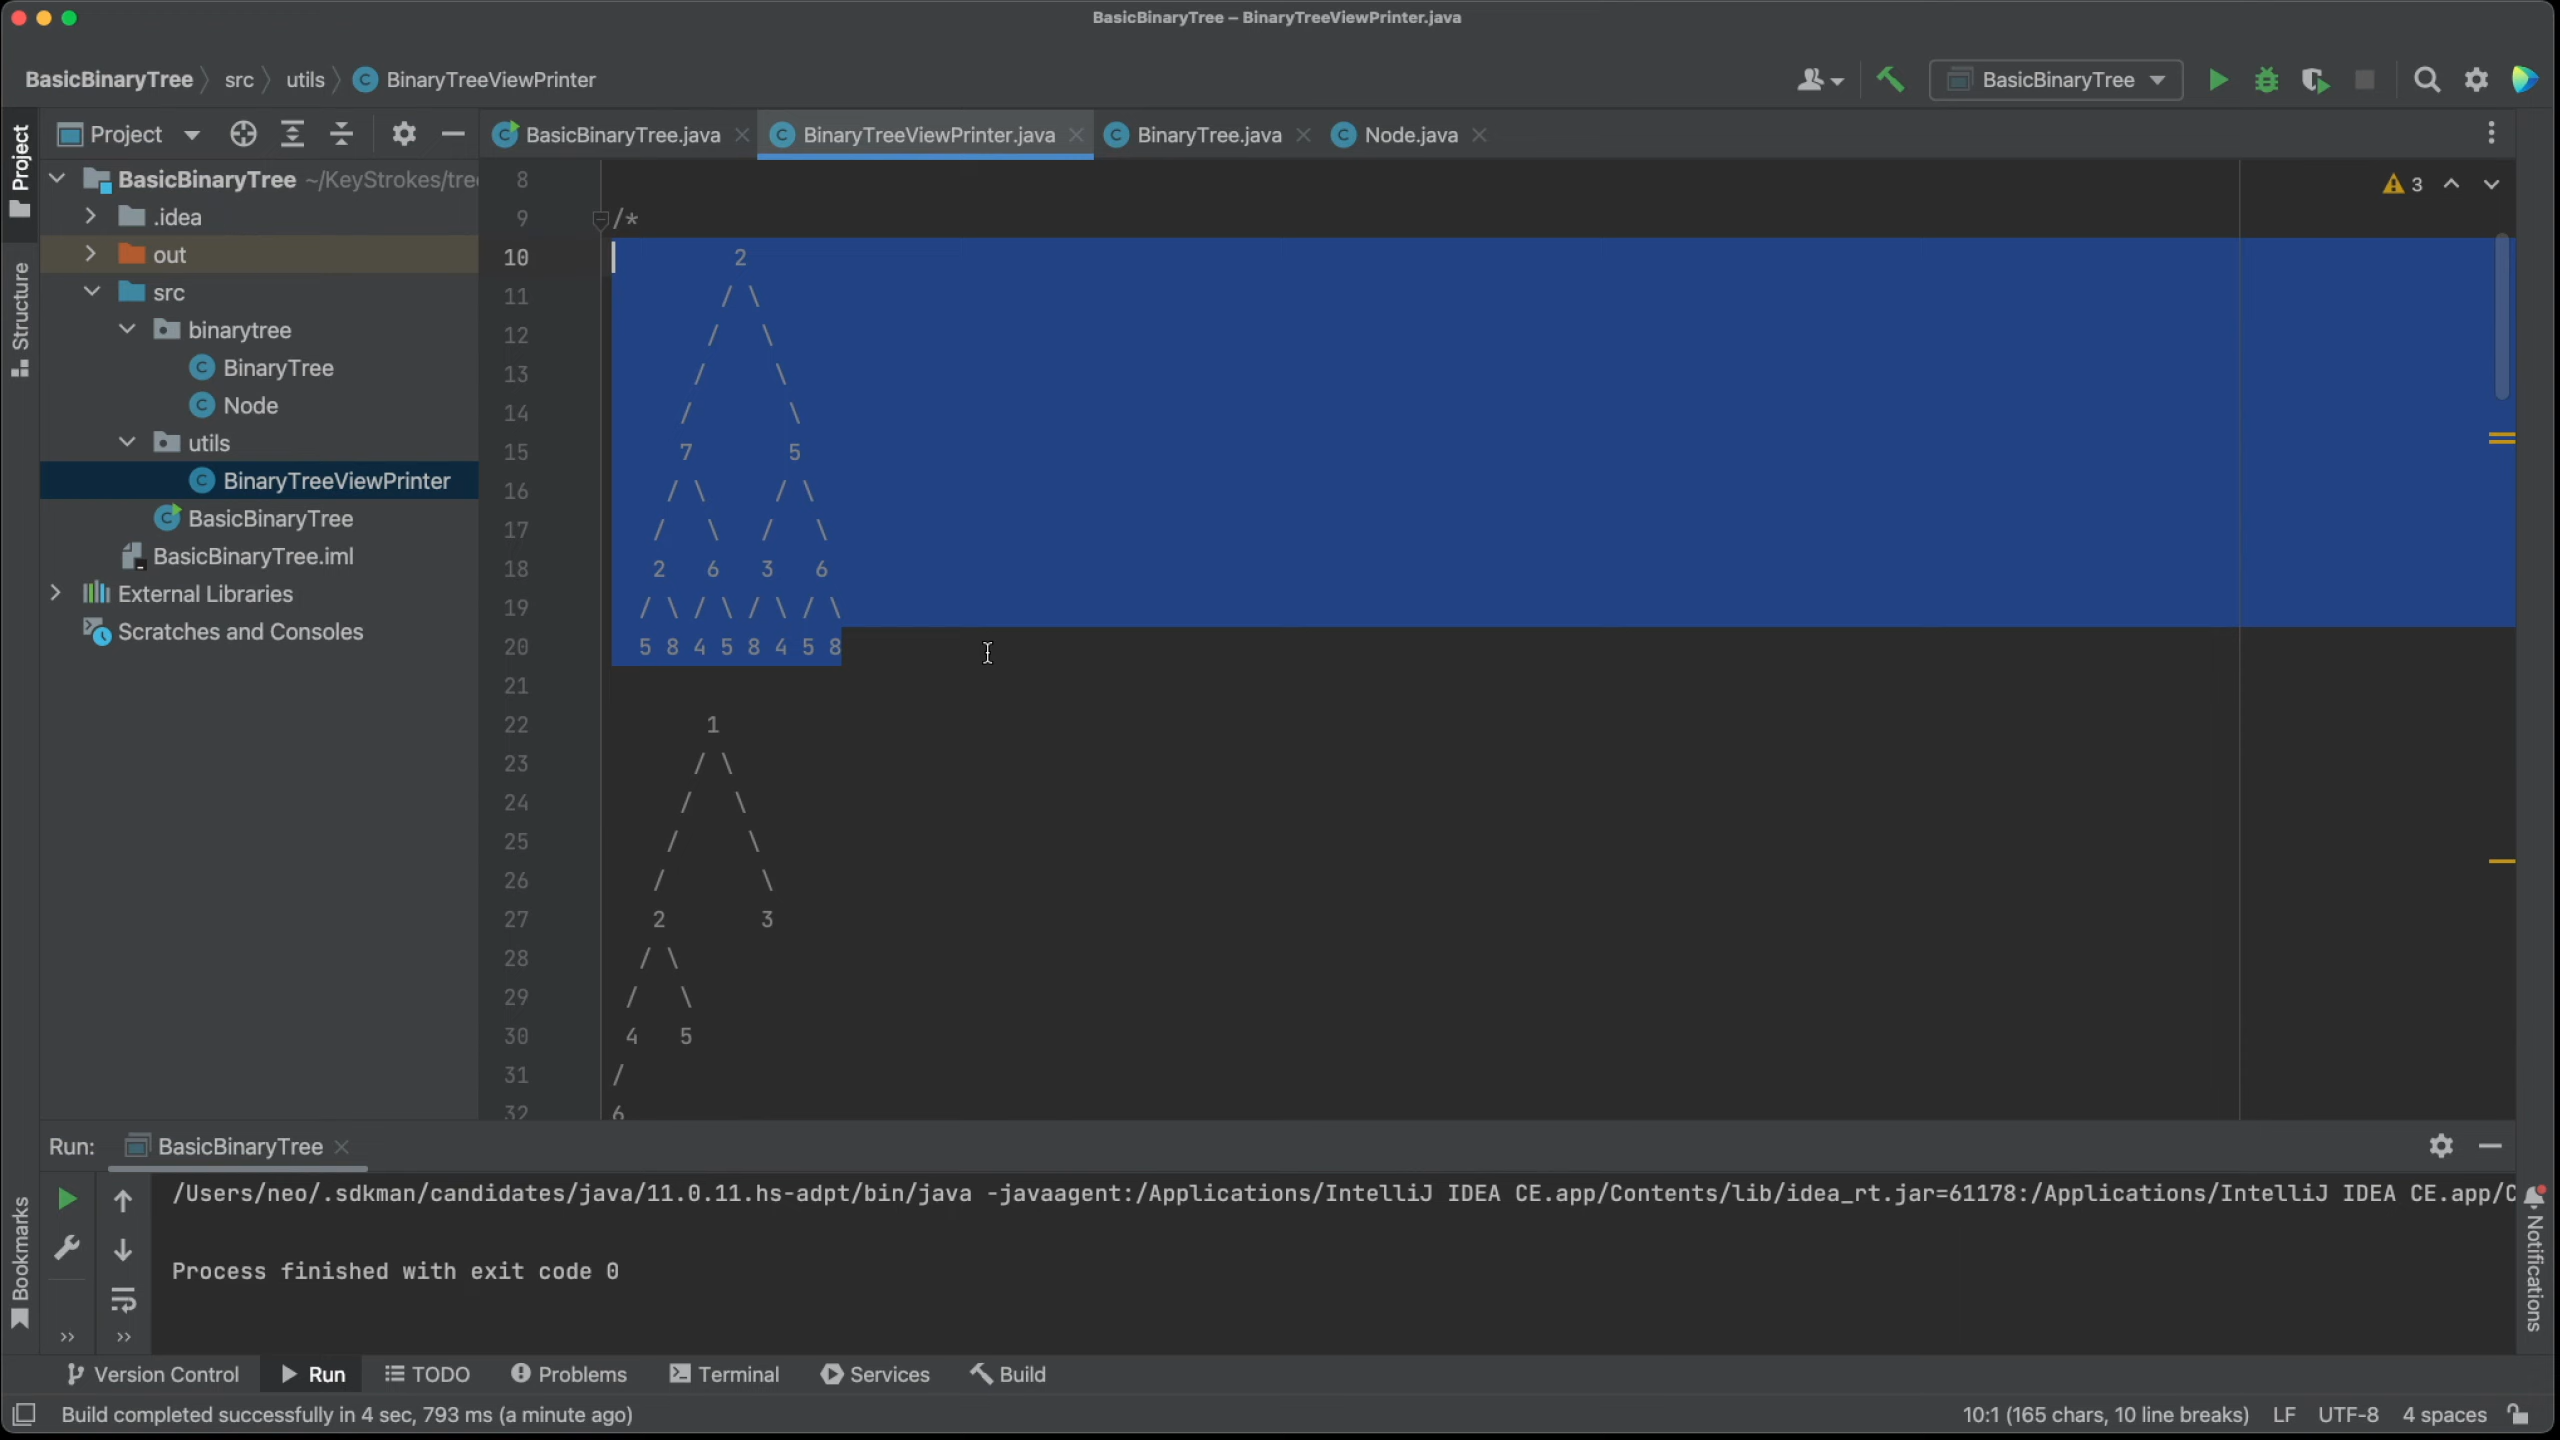 BasicBinaryTree – BinaryTreeViewPrinter.java
BasicBinaryTree src utils BinaryTreeViewPrinter
BasicBinaryTree
Project
BasicBinaryTree.java BinaryTreeViewPrinter.java BinaryTree.java Node.java
Project
Structure
Bookmarks
BasicBinaryTree ~/KeyStrokes/tre
.idea
out
src
binarytree
BinaryTree
Node
utils
BinaryTreeViewPrinter
BasicBinaryTree
BasicBinaryTree.iml
External Libraries
Scratches and Consoles
3
8
9 /*
10          2
11         / \
12        /   \
13       /     \
14      /       \
15      7       5
16     / \     / \
17    /   \   /   \
18    2   6   3   6
19   / \ / \ / \ / \
20   5 8 4 5 8 4 5 8
21
22        1
23       / \
24      /   \
25     /     \
26    /       \
27    2       3
28   / \
29  /   \
30  4   5
31 /
32 6
Run: BasicBinaryTree
/Users/neo/.sdkman/candidates/java/11.0.11.hs-adpt/bin/java -javaagent:/Applications/IntelliJ IDEA CE.app/Contents/lib/idea_rt.jar=61178:/Applications/IntelliJ IDEA CE.app/C
Process finished with exit code 0
Notifications
Version Control Run TODO Problems Terminal Services Build
Build completed successfully in 4 sec, 793 ms (a minute ago)
10:1 (165 chars, 10 line breaks) LF UTF-8 4 spaces